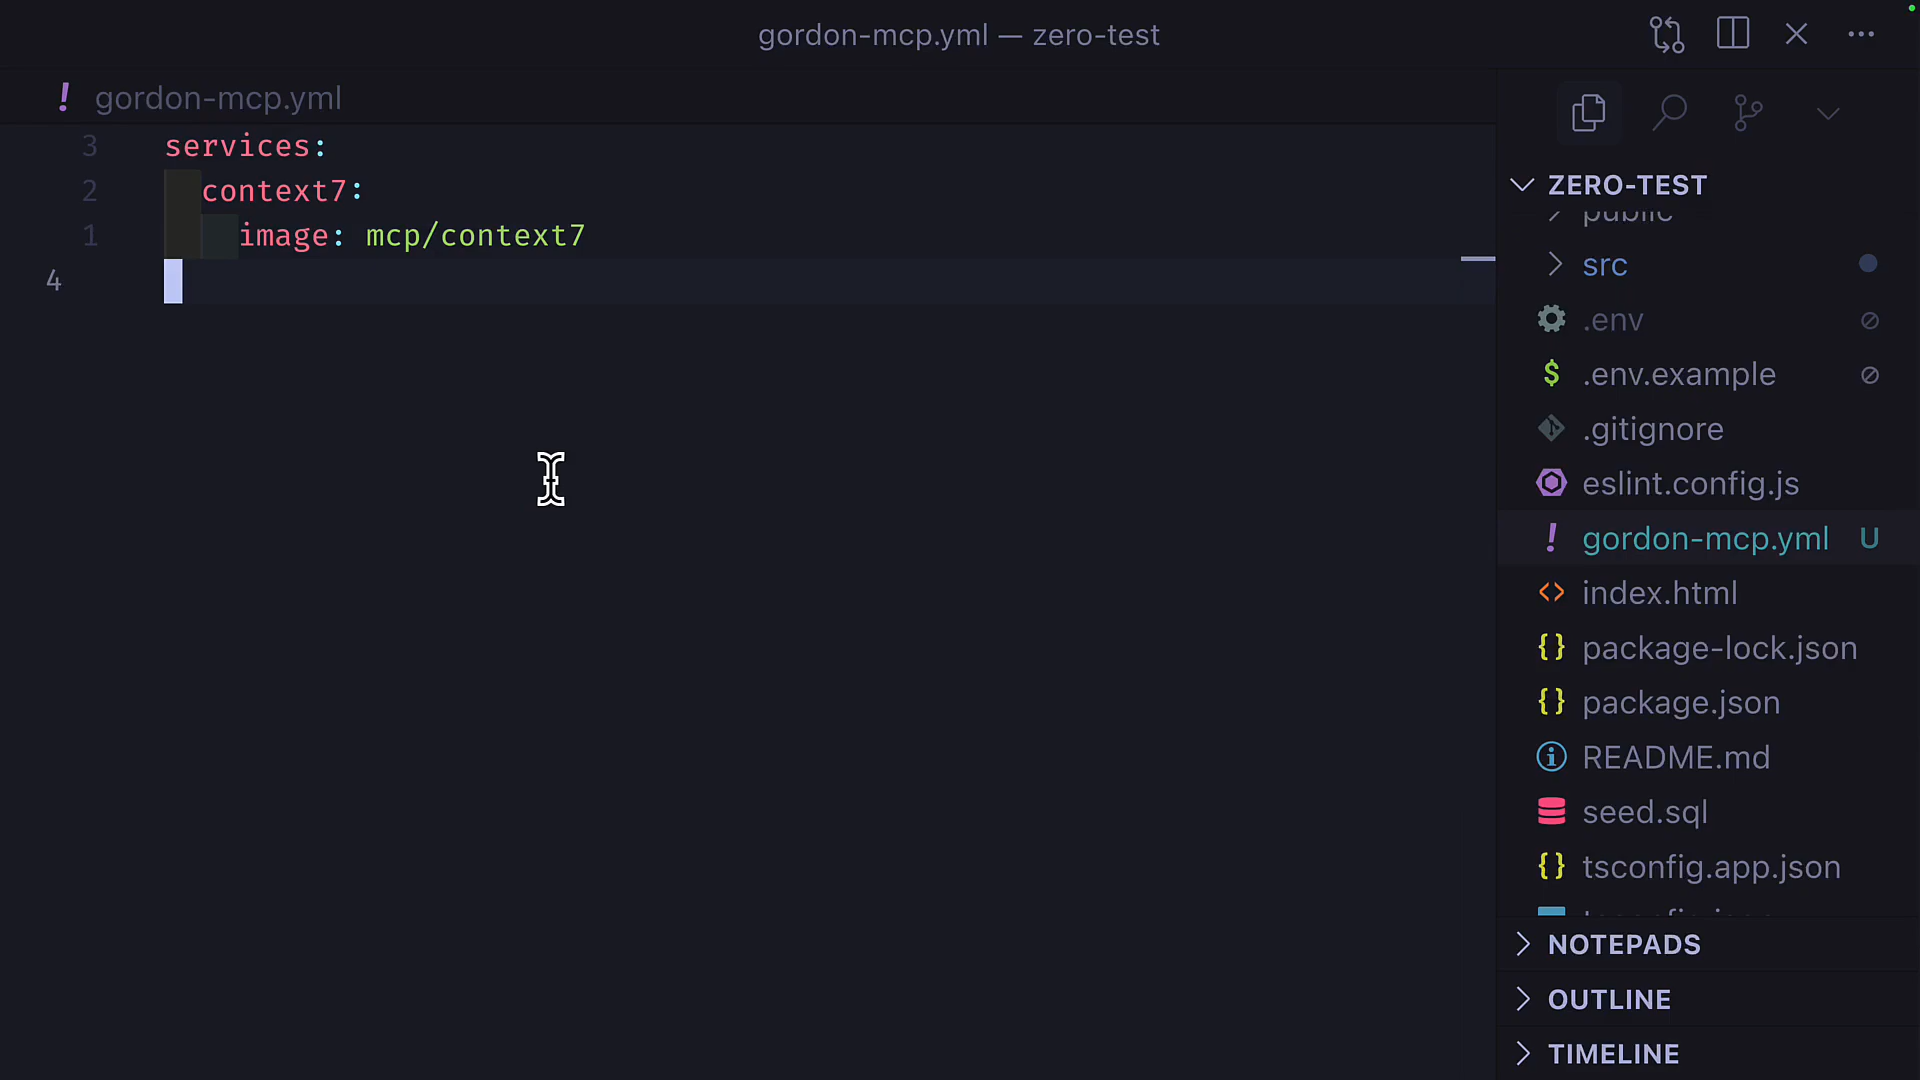 gordon-mcp.yml — zero-test
! gordon-mcp.yml
3 services:
2 context7:
1 image: mcp/context7
4
ZERO-TEST
public
src
.env
$ .env.example
.gitignore
eslint.config.js
! gordon-mcp.yml U
<> index.html
{} package-lock.json
{} package.json
README.md
seed.sql
{} tsconfig.app.json
NOTEPADS
OUTLINE
TIMELINE